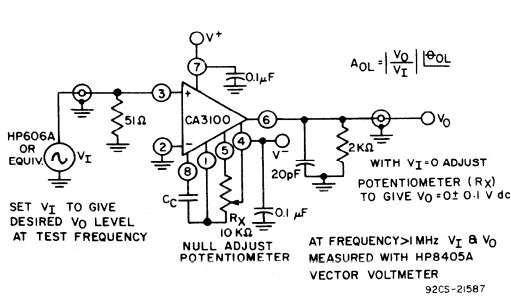 V+
7
0.1µF
A_OL = |V_O / V_I| |θ_OL
3
+
51Ω
CA3100
6
V_O
HP606A
OR
EQUIV.
V_I
2
-
8
1
5
4
V-
20pF
2KΩ
WITH V_I=0 ADJUST
POTENTIOMETER (R_X)
TO GIVE V_O=0± 0.1 V dc
C_C
R_X
10 KΩ
0.1 µF
SET V_I TO GIVE
DESIRED V_O LEVEL
AT TEST FREQUENCY
NULL ADJUST
POTENTIOMETER
AT FREQUENCY>1MHz V_I & V_O
MEASURED WITH HP8405A
VECTOR VOLTMETER
92CS-21587